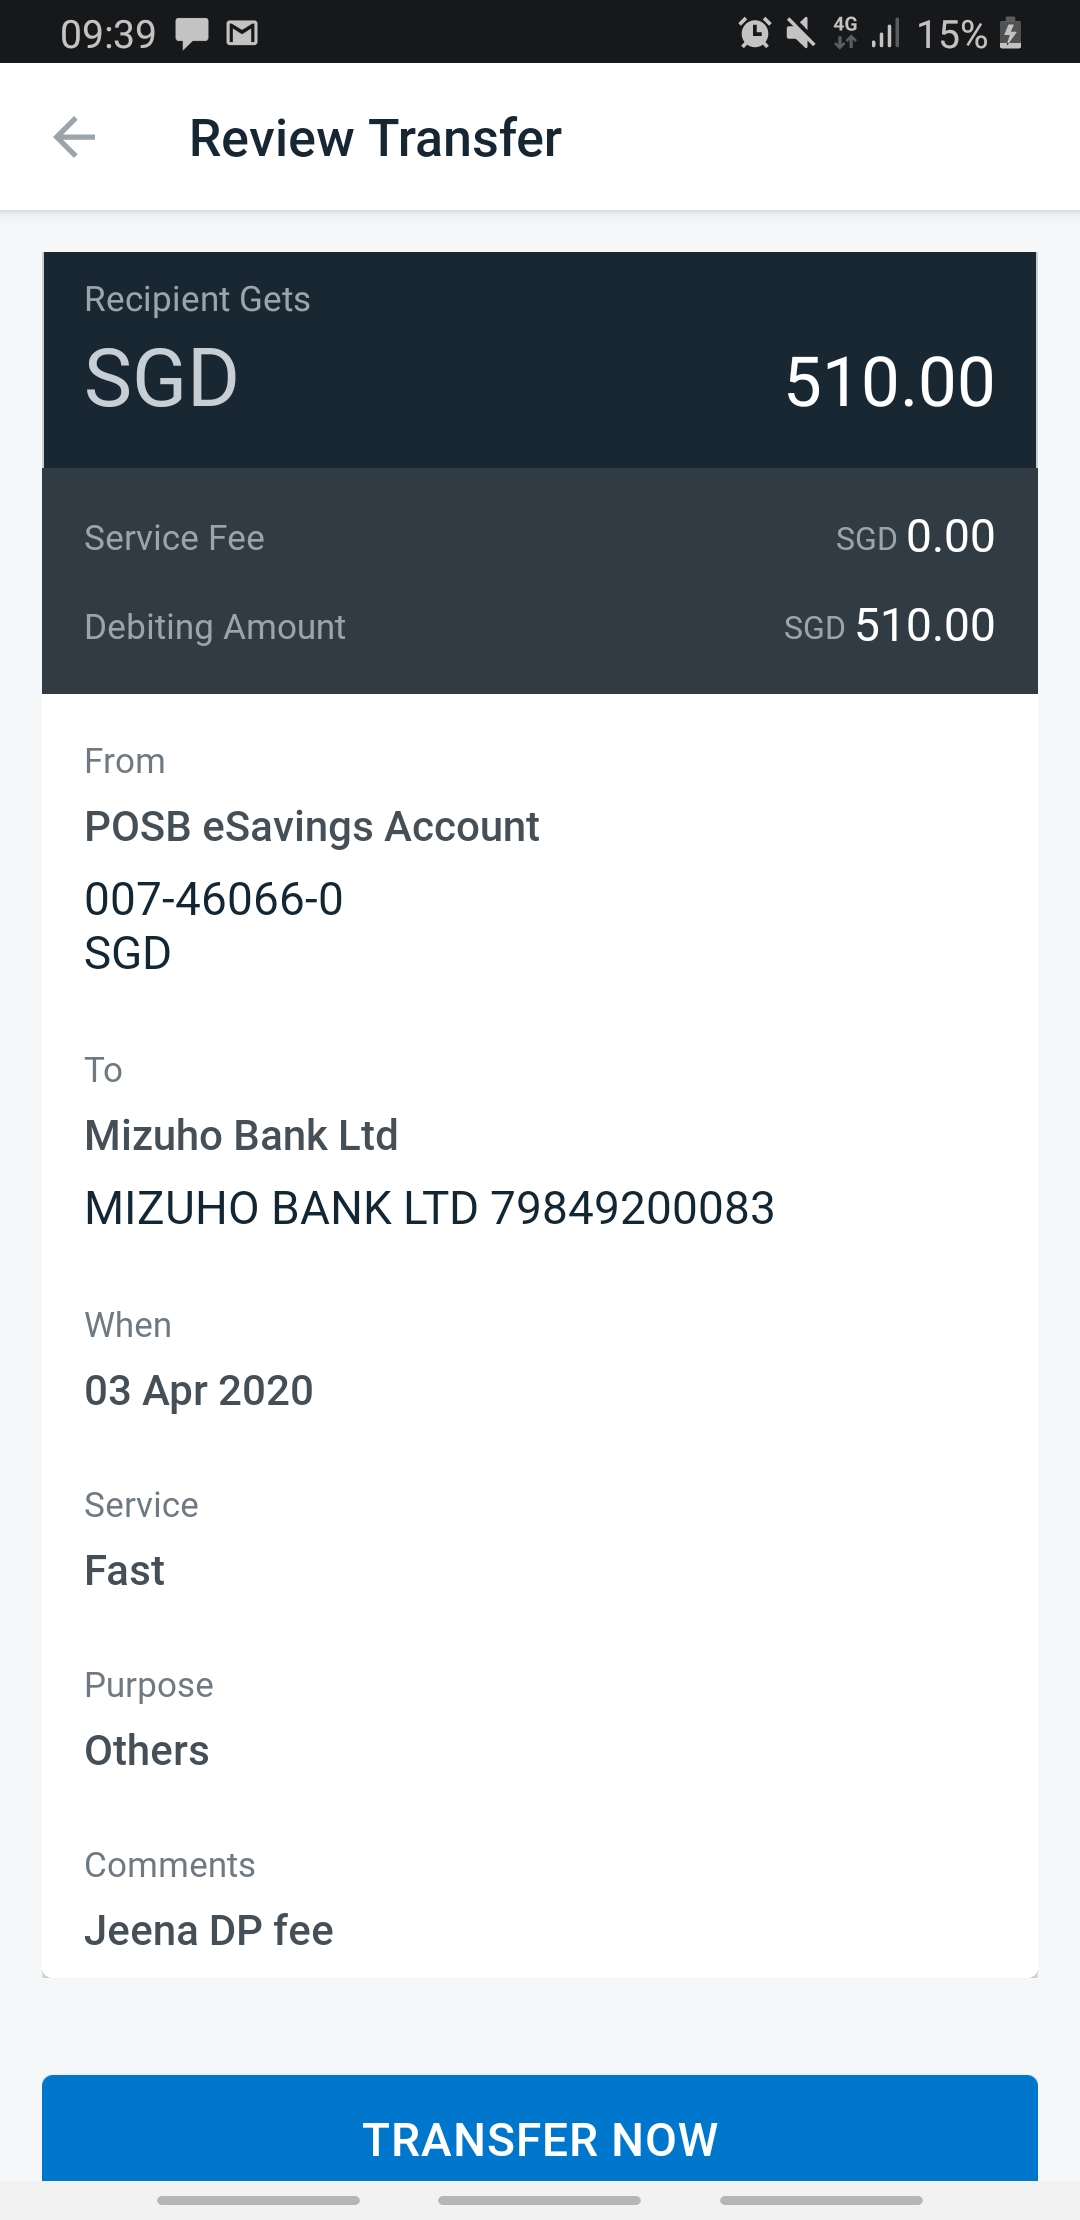 09:39 4G 15%
Review Transfer
Recipient Gets
SGD 510.00
Service Fee SGD 0.00
Debiting Amount SGD 510.00
From
POSB eSavings Account
007-46066-0
SGD
To
Mizuho Bank Ltd
MIZUHO BANK LTD 79849200083
When
03 Apr 2020
Service
Fast
Purpose
Others
Comments
Jeena DP fee
TRANSFER NOW